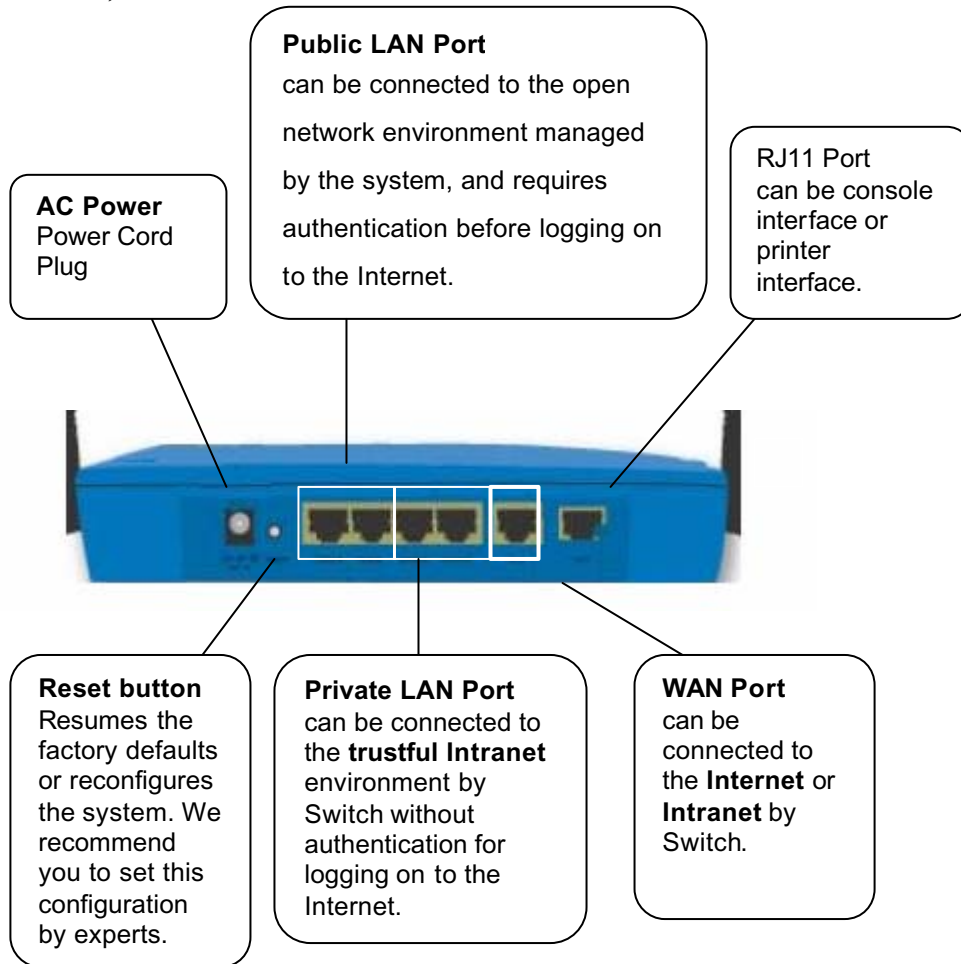 Public LAN Port
can be connected to the open
network environment managed
by the system, and requires
authentication before logging on
to the Internet.
RJ11 Port
can be console
interface or
printer
interface.
AC Power
Power Cord
Plug
Reset button
Resumes the
factory defaults
or reconfigures
the system. We
recommend
you to set this
configuration
by experts.
Private LAN Port
can be connected to
the trustful Intranet
environment by
Switch without
authentication for
logging on to the
Internet.
WAN Port
can be
connected to
the Internet or
Intranet by
Switch.